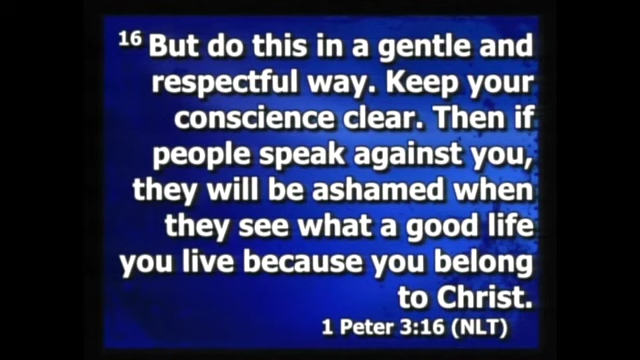 16 But do this in a gentle and
respectful way. Keep your
conscience clear. Then if
people speak against you,
they will be ashamed when
they see what a good life
you live because you belong
to Christ.
1 Peter 3:16 (NLT)